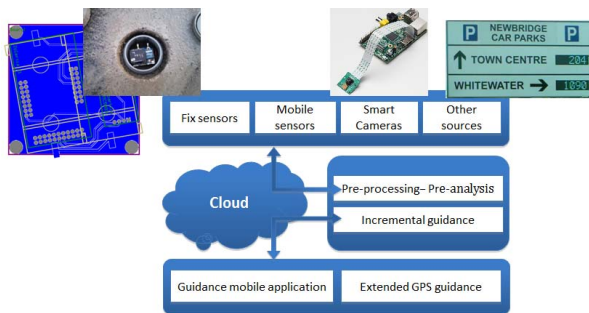 P NEWBRIDGE P
CAR PARKS
↑ TOWN CENTRE 204
WHITEWATER → 1090
Fix sensors
Mobile
sensors
Smart
Cameras
Other
sources
Cloud
Pre-processing– Pre-analysis
Incremental guidance
Guidance mobile application
Extended GPS guidance